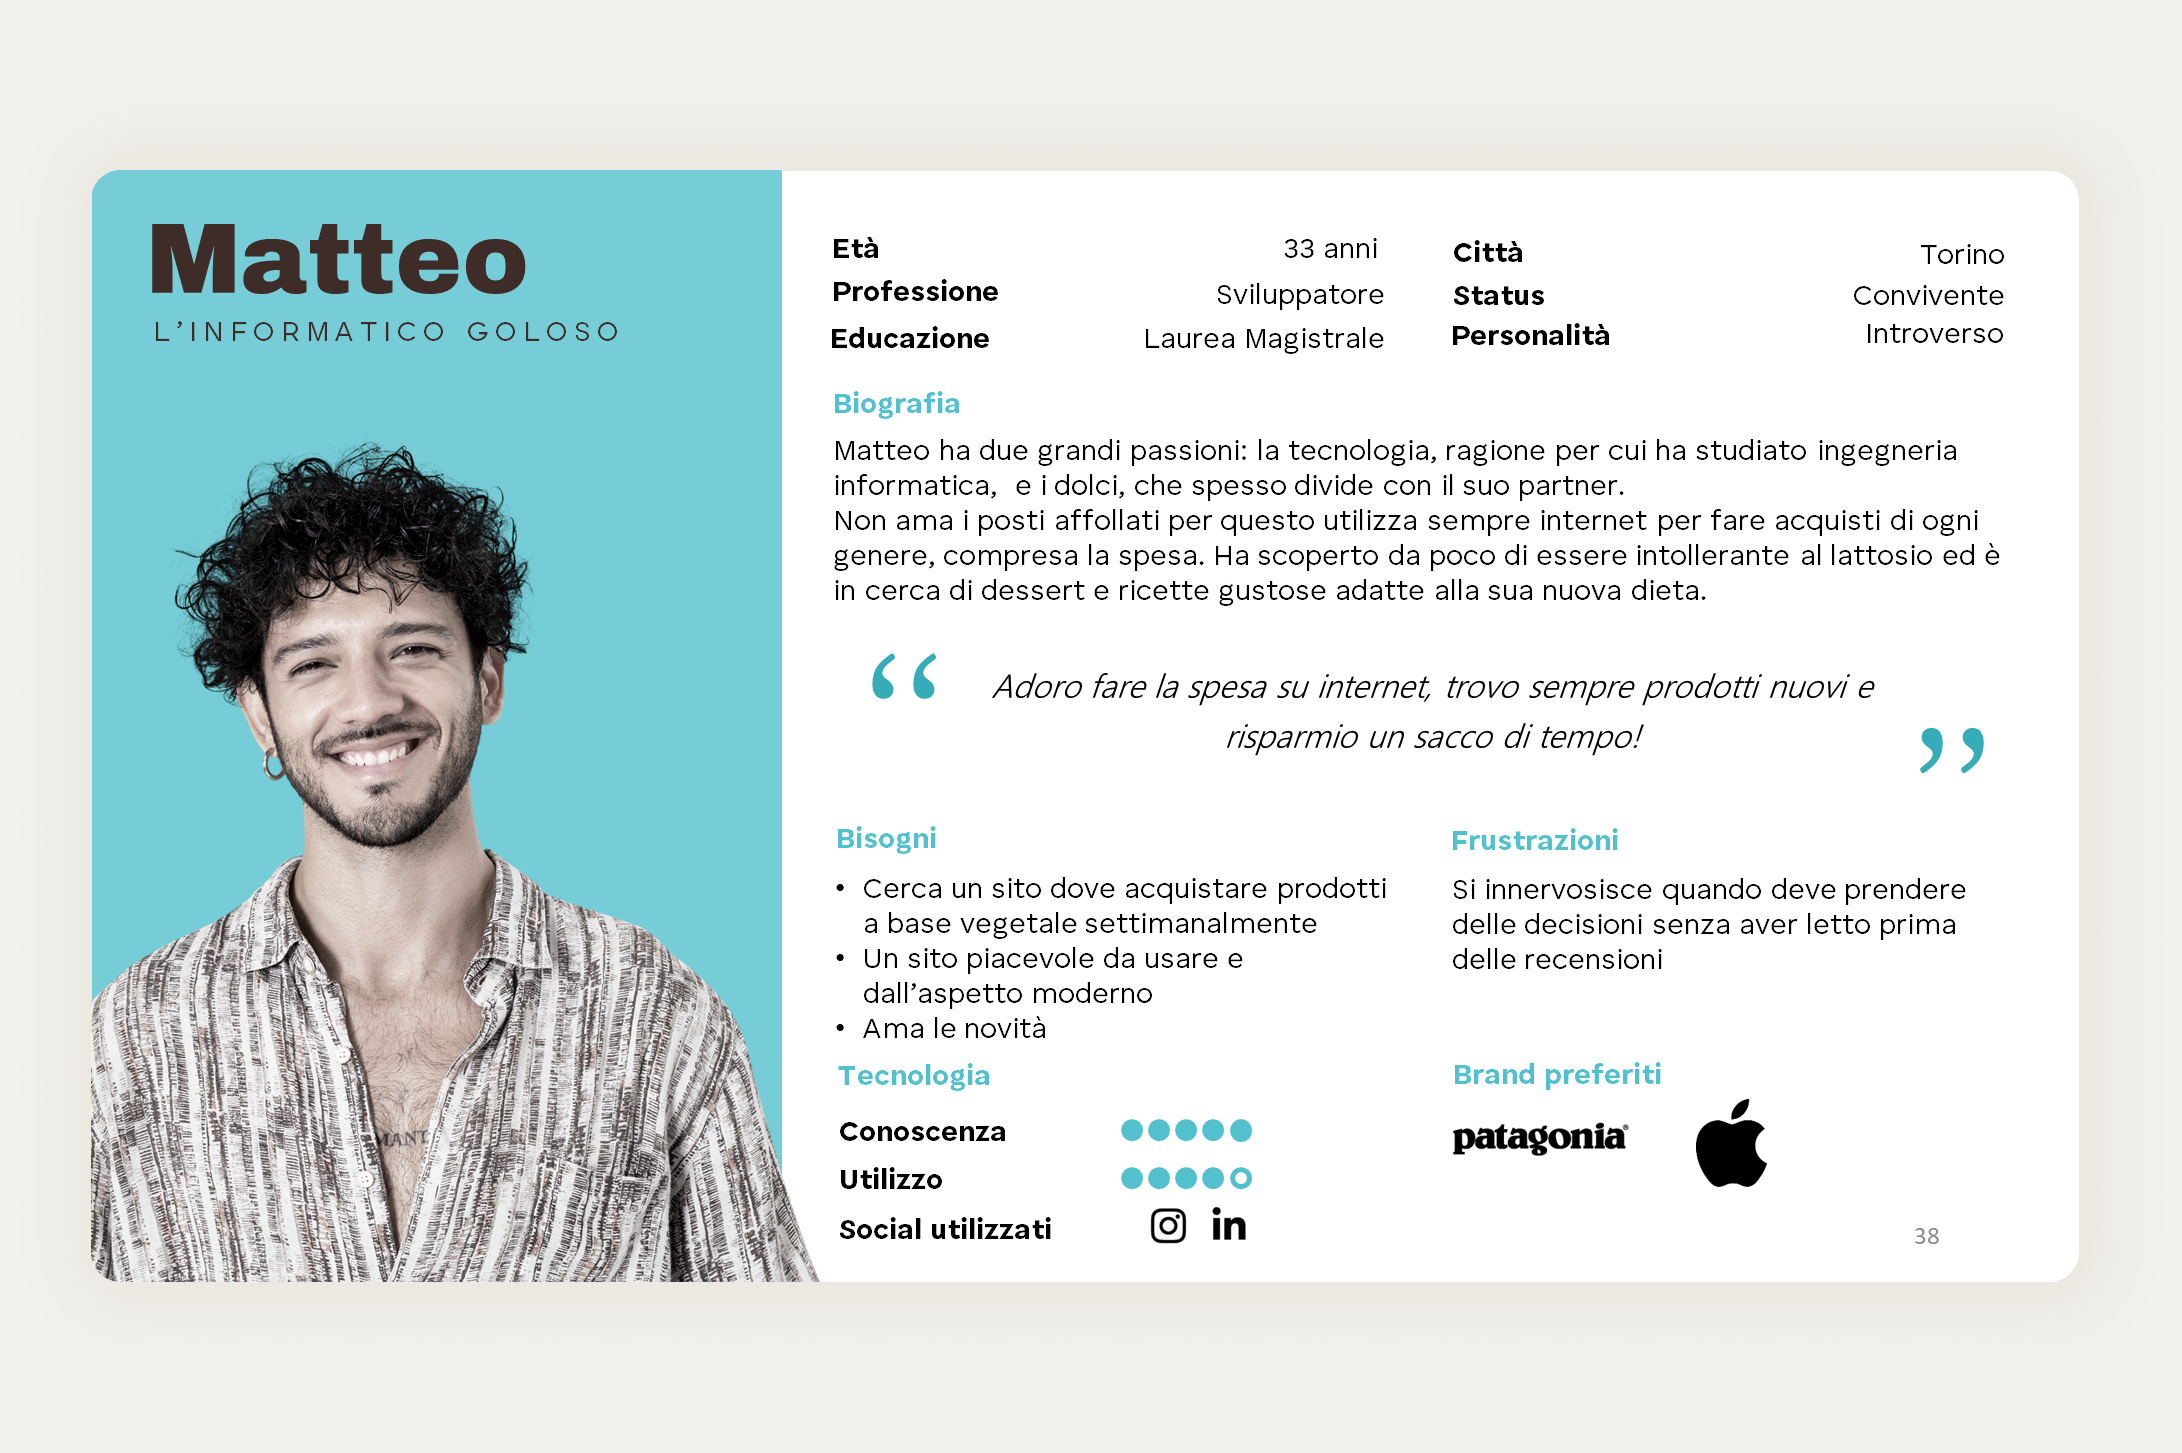 Matteo
L’INFORMATICO GOLOSO
Età 33 anni
Professione Sviluppatore
Educazione Laurea Magistrale
Città Torino
Status Convivente
Personalità Introverso
Biografia
Matteo ha due grandi passioni: la tecnologia, ragione per cui ha studiato ingegneria
informatica,  e i dolci, che spesso divide con il suo partner.
Non ama i posti affollati per questo utilizza sempre internet per fare acquisti di ogni
genere, compresa la spesa. Ha scoperto da poco di essere intollerante al lattosio ed è
in cerca di dessert e ricette gustose adatte alla sua nuova dieta.
“ Adoro fare la spesa su internet, trovo sempre prodotti nuovi e
risparmio un sacco di tempo! ”
Bisogni
• Cerca un sito dove acquistare prodotti
a base vegetale settimanalmente
• Un sito piacevole da usare e
dall’aspetto moderno
• Ama le novità
Frustrazioni
Si innervosisce quando deve prendere
delle decisioni senza aver letto prima
delle recensioni
Tecnologia
Conoscenza
Utilizzo
Social utilizzati in
Brand preferiti
patagonia®
38
MANT